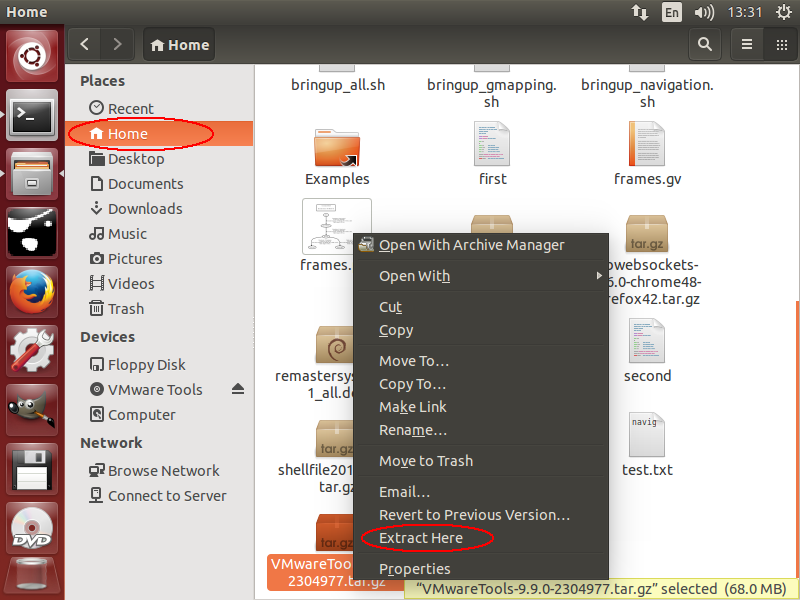 Home
En
13:31
Home
Places
Recent
Home
Desktop
Documents
Downloads
Music
Pictures
Videos
Trash
Devices
Floppy Disk
VMware Tools
Computer
Network
Browse Network
Connect to Server
DVD
bringup_all.sh
bringup_gmapping.
sh
bringup_navigation.
sh
Examples
first
frames.gv
frames.
tar.gz
owebsockets-
6.0-chrome48-
efox42.tar.gz
remastersys
1_all.de
second
tar.gz
shellfile201
tar.gz
navig
test.txt
tar.gz
VMwareToo
2304977.tar.gz
Open With Archive Manager
Open With
Cut
Copy
Move To...
Copy To...
Make Link
Rename...
Move to Trash
Email...
Revert to Previous Version...
Extract Here
Properties
“VMwareTools-9.9.0-2304977.tar.gz” selected (68.0 MB)